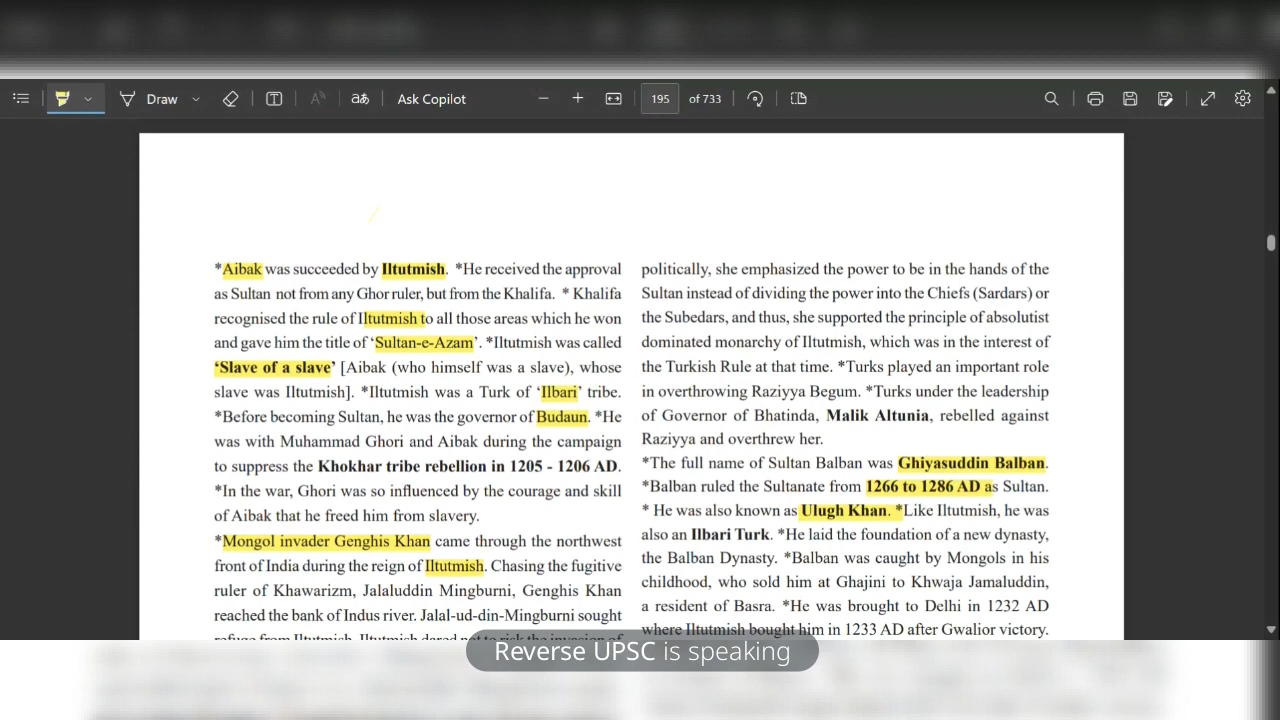 Draw
aあ
Ask Copilot
195 of 733
*Aibak was succeeded by Iltutmish. *He received the approval
as Sultan not from any Ghor ruler, but from the Khalifa. * Khalifa
recognised the rule of Iltutmish to all those areas which he won
and gave him the title of ‘Sultan-e-Azam’. *Iltutmish was called
‘Slave of a slave’ [Aibak (who himself was a slave), whose
slave was Iltutmish]. *Iltutmish was a Turk of ‘Ilbari’ tribe.
*Before becoming Sultan, he was the governor of Budaun. *He
was with Muhammad Ghori and Aibak during the campaign
to suppress the Khokhar tribe rebellion in 1205 - 1206 AD.
*In the war, Ghori was so influenced by the courage and skill
of Aibak that he freed him from slavery.
*Mongol invader Genghis Khan came through the northwest
front of India during the reign of Iltutmish. Chasing the fugitive
ruler of Khawarizm, Jalaluddin Mingburni, Genghis Khan
reached the bank of Indus river. Jalal-ud-din-Mingburni sought
refuge from Iltutmish. Iltutmish dared not to risk the invasion of
politically, she emphasized the power to be in the hands of the
Sultan instead of dividing the power into the Chiefs (Sardars) or
the Subedars, and thus, she supported the principle of absolutist
dominated monarchy of Iltutmish, which was in the interest of
the Turkish Rule at that time. *Turks played an important role
in overthrowing Raziyya Begum. *Turks under the leadership
of Governor of Bhatinda, Malik Altunia, rebelled against
Raziyya and overthrew her.
*The full name of Sultan Balban was Ghiyasuddin Balban.
*Balban ruled the Sultanate from 1266 to 1286 AD as Sultan.
* He was also known as Ulugh Khan. *Like Iltutmish, he was
also an Ilbari Turk. *He laid the foundation of a new dynasty,
the Balban Dynasty. *Balban was caught by Mongols in his
childhood, who sold him at Ghajini to Khwaja Jamaluddin,
a resident of Basra. *He was brought to Delhi in 1232 AD
where Iltutmish bought him in 1233 AD after Gwalior victory.
Reverse UPSC is speaking